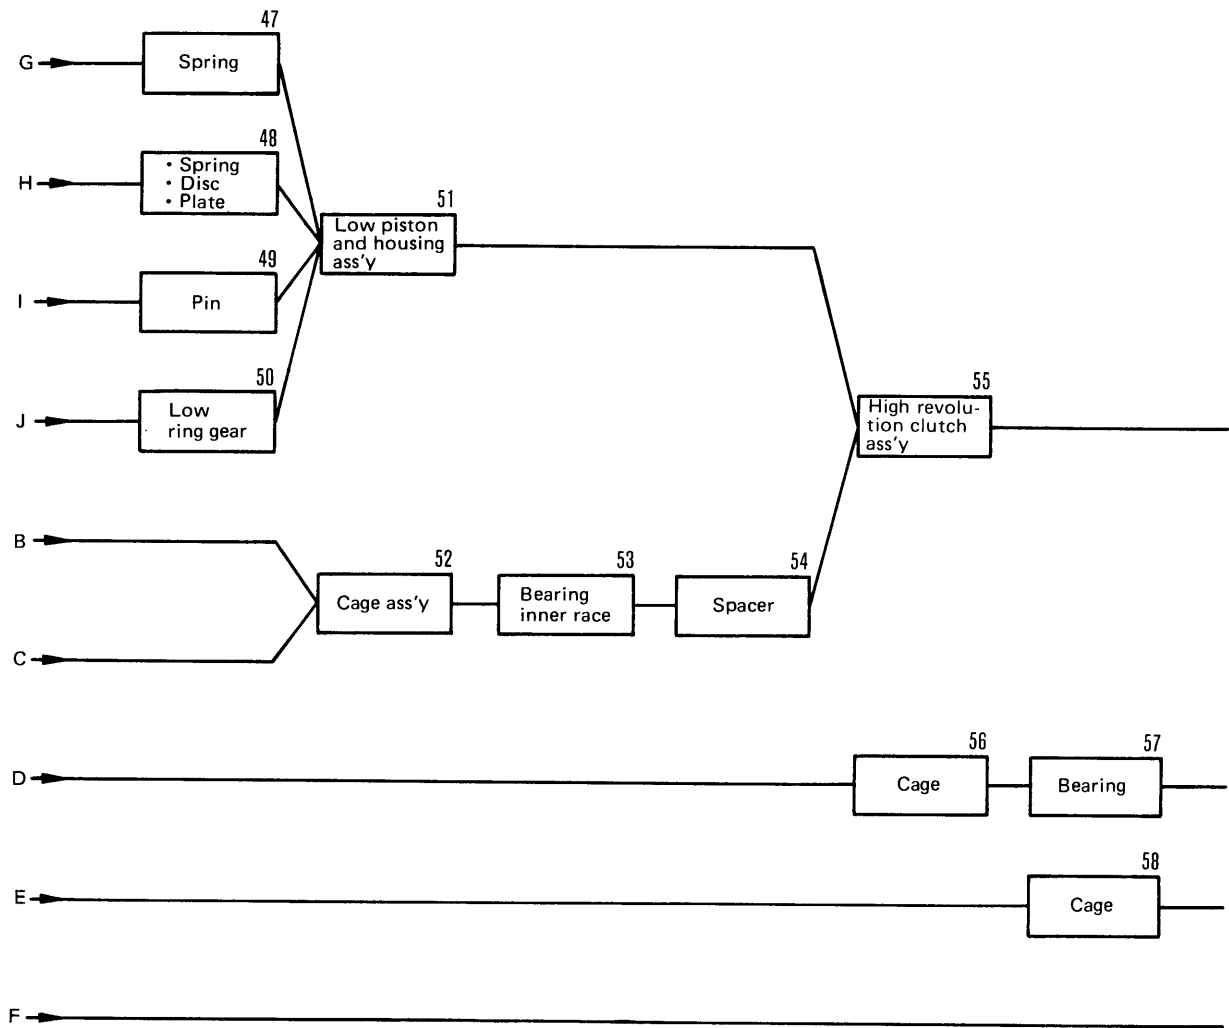 47
G
Spring
48
H
• Spring
• Disc
• Plate
51
Low piston
and housing
ass'y
49
I
Pin
50
J
Low
ring gear
55
High revolu-
tion clutch
ass'y
B
52
Cage ass'y
53
Bearing
inner race
54
Spacer
C
56
57
D
Cage
Bearing
58
E
Cage
F